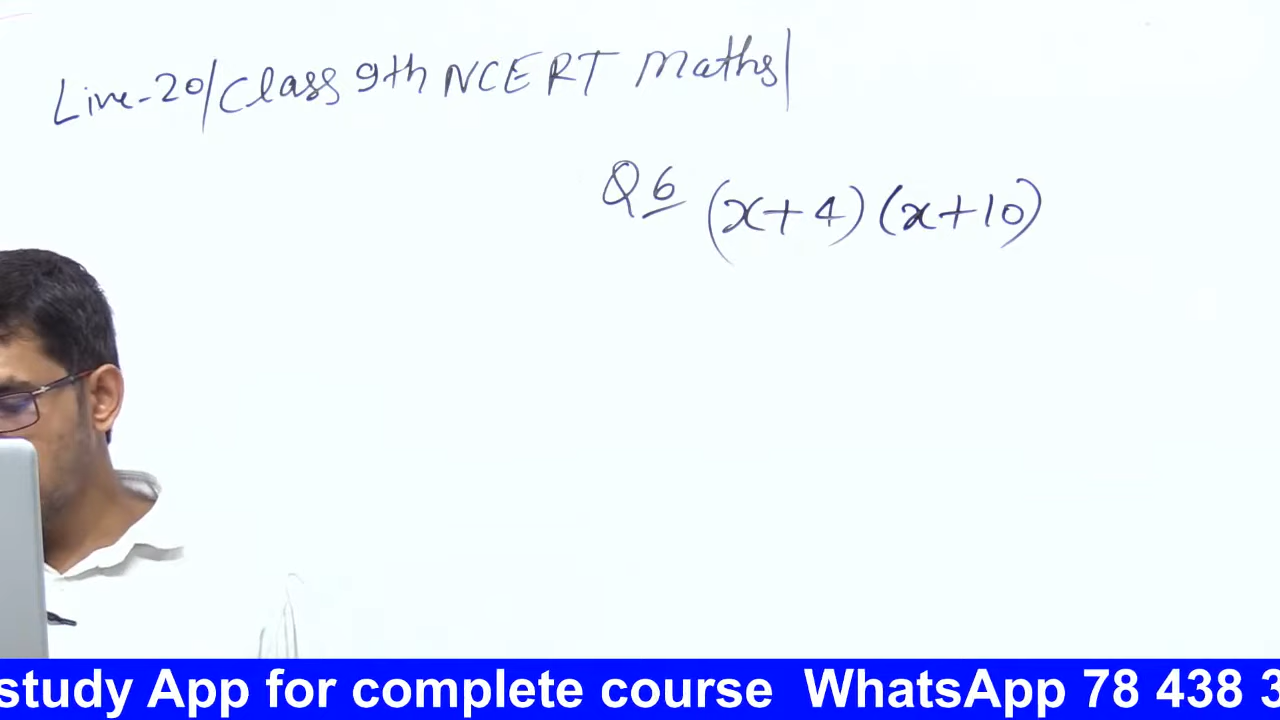 Live-20/Class 9th NCERT Maths|
Q6 (x+4)(x+10)
study App for complete course WhatsApp 78 438 3